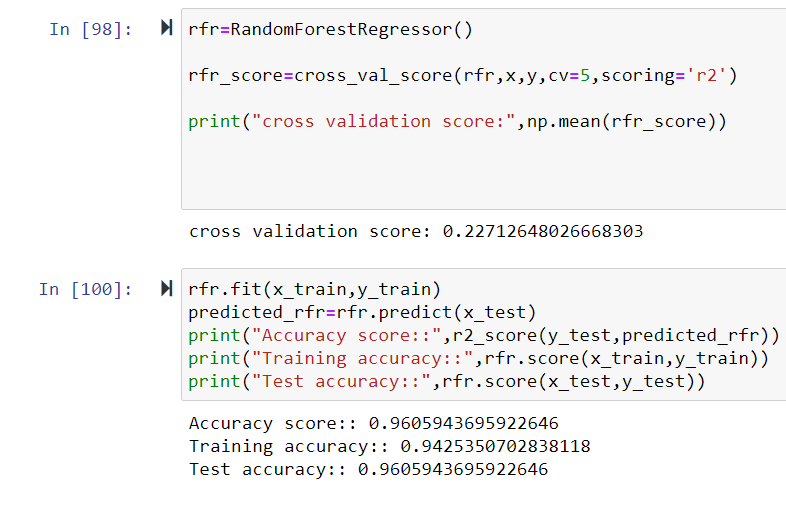 In [98]:
rfr=RandomForestRegressor()
rfr_score=cross_val_score(rfr,x,y,cv=5,scoring='r2')
print("cross validation score:",np.mean(rfr_score))
cross validation score: 0.22712648026668303
In [100]:
rfr.fit(x_train,y_train)
predicted_rfr=rfr.predict(x_test)
print("Accuracy score::",r2_score(y_test,predicted_rfr))
print("Training accuracy::",rfr.score(x_train,y_train))
print("Test accuracy::",rfr.score(x_test,y_test))
Accuracy score:: 0.9605943695922646
Training accuracy:: 0.9425350702838118
Test accuracy:: 0.9605943695922646